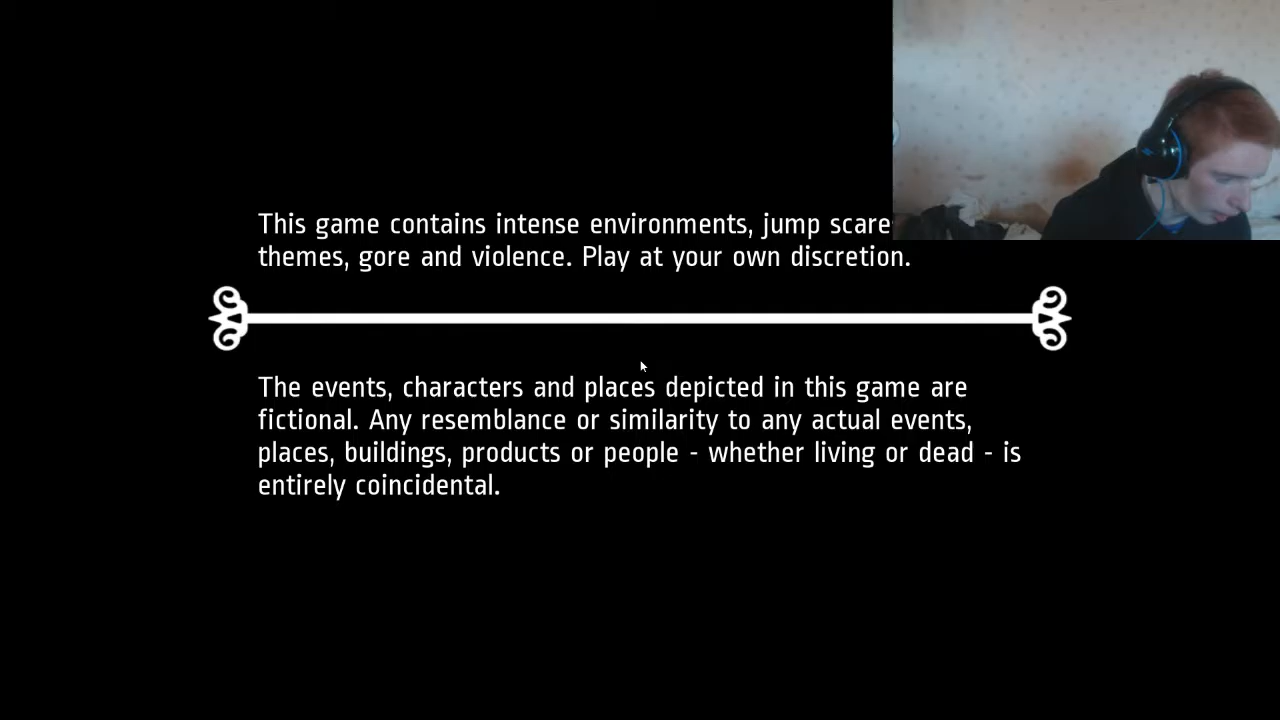 This game contains intense environments, jump scare
themes, gore and violence. Play at your own discretion.
The events, characters and places depicted in this game are
fictional. Any resemblance or similarity to any actual events,
places, buildings, products or people - whether living or dead - is
entirely coincidental.